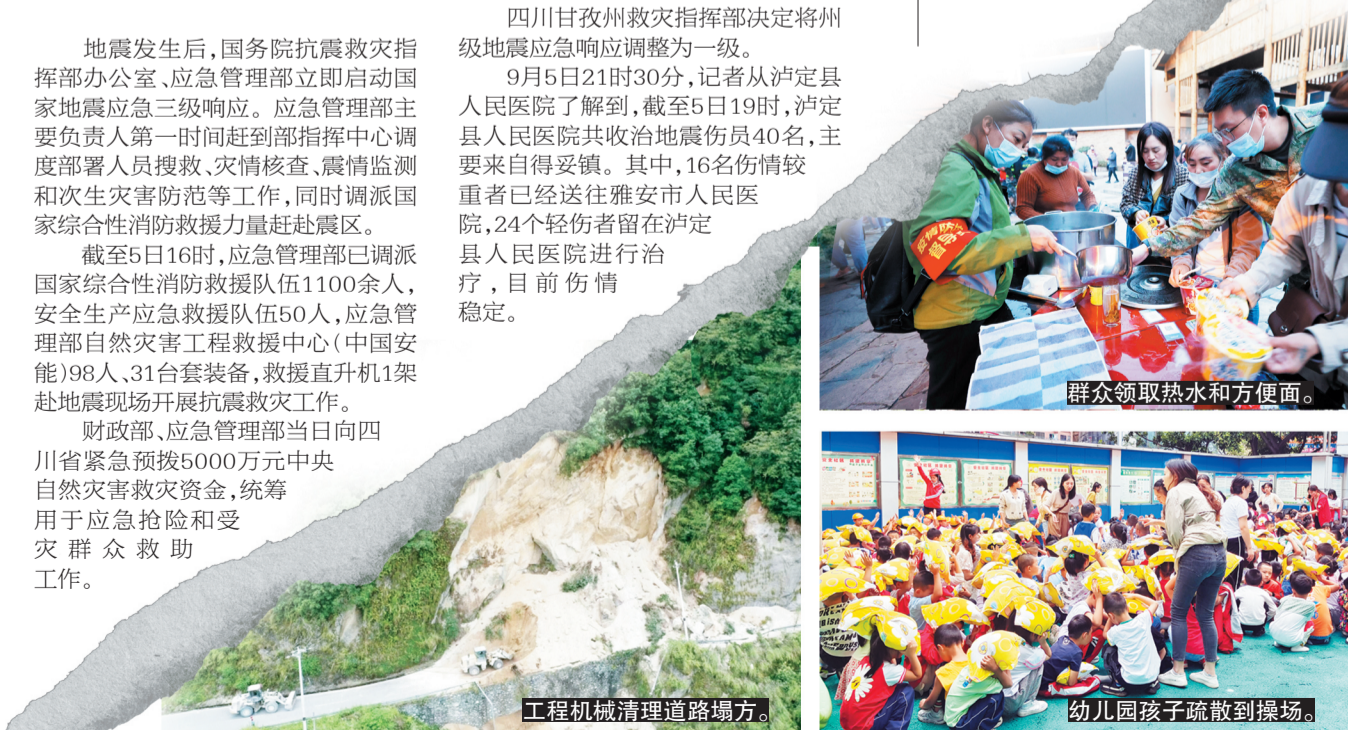 地震发生后，国务院抗震救灾指
挥部办公室、应急管理部立即启动国
家地震应急三级响应。应急管理部主
要负责人第一时间赶到部指挥中心调
度部署人员搜救、灾情核查、震情监测
和次生灾害防范等工作，同时调派国
家综合性消防救援力量赶赴震区。
截至5日16时，应急管理部已调派
国家综合性消防救援队伍1100余人，
安全生产应急救援队伍50人，应急管
理部自然灾害工程救援中心（中国安
能）98人、31台套装备，救援直升机1架
赴地震现场开展抗震救灾工作。
财政部、应急管理部当日向四
川省紧急预拨5000万元中央
自然灾害救灾资金，统筹
用于应急抢险和受
灾群众救助
工作。
四川甘孜州救灾指挥部决定将州
级地震应急响应调整为一级。
9月5日21时30分，记者从泸定县
人民医院了解到，截至5日19时，泸定
县人民医院共收治地震伤员40名，主
要来自得妥镇。其中，16名伤情较
重者已经送往雅安市人民医
院，24个轻伤者留在泸定
县人民医院进行治
疗，目前伤情
稳定。
群众领取热水和方便面。
工程机械清理道路塌方。
幼儿园孩子疏散到操场。